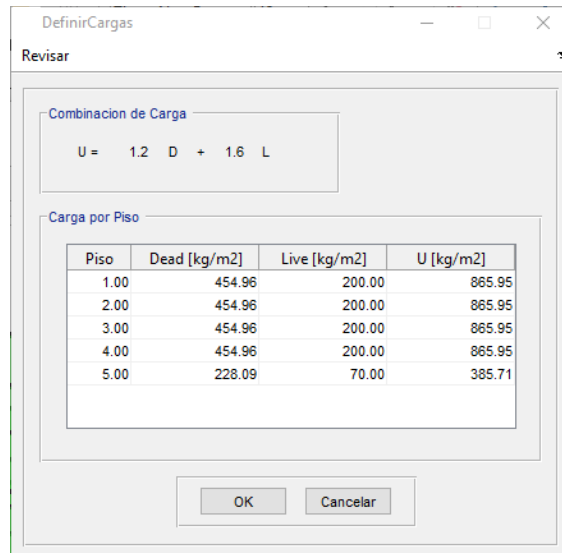 DefinirCargas
Revisar
Combinacion de Carga
U = 1.2 D + 1.6 L
Carga por Piso
Piso Dead [kg/m2] Live [kg/m2] U [kg/m2]
1.00 454.96 200.00 865.95
2.00 454.96 200.00 865.95
3.00 454.96 200.00 865.95
4.00 454.96 200.00 865.95
5.00 228.09 70.00 385.71
OK Cancelar